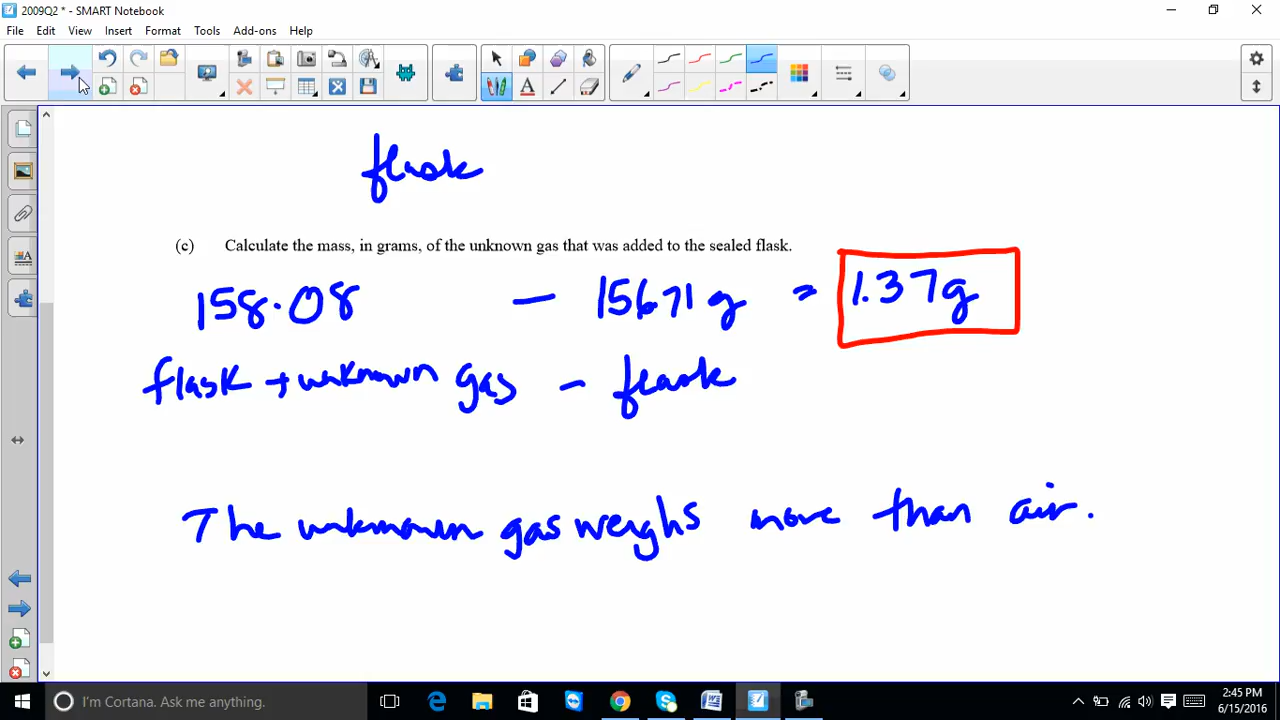 2009Q2 * - SMART Notebook
File Edit View Insert Format Tools Add-ons Help
flask
(c) Calculate the mass, in grams, of the unknown gas that was added to the sealed flask.
158.08 - 156.71 g = 1.37g
flask + unknown gas - flask
The unknown gas weighs more than air.
I'm Cortana. Ask me anything.
2:45 PM
6/15/2016